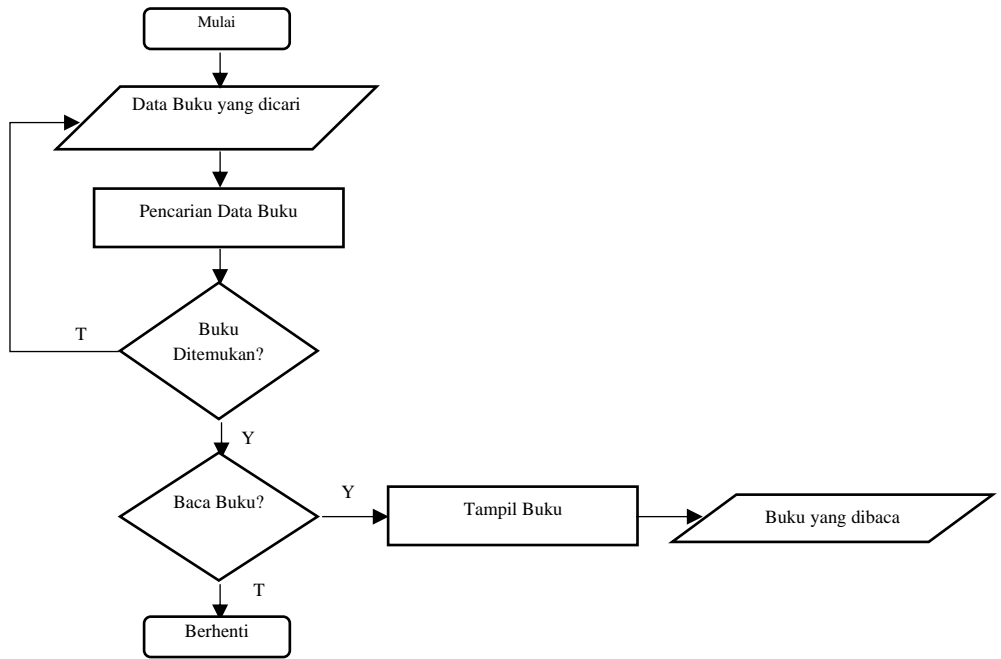 Mulai
Data Buku yang dicari
Pencarian Data Buku
Buku
Ditemukan?
T
Y
Baca Buku?
Y
Tampil Buku
Buku yang dibaca
T
Berhenti